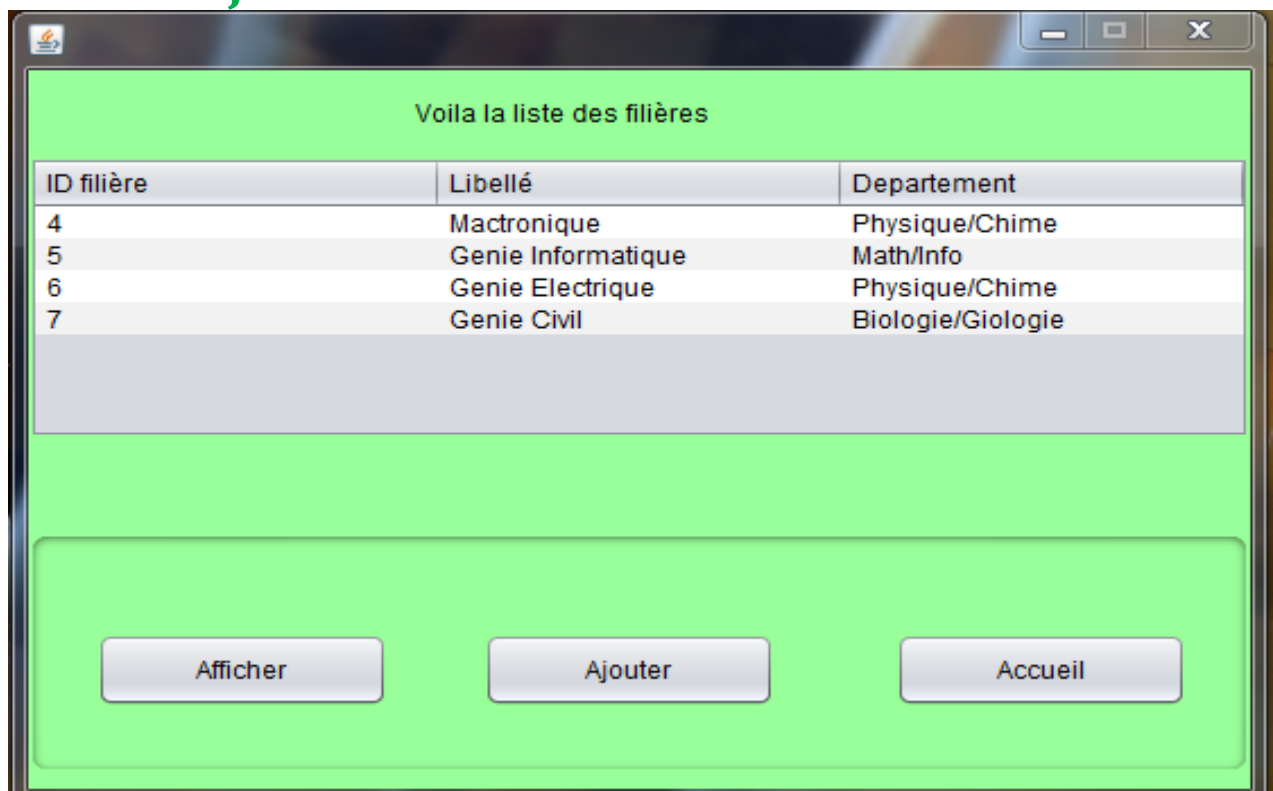 Voila la liste des filières
ID filière Libellé Departement
4 Mactronique Physique/Chime
5 Genie Informatique Math/Info
6 Genie Electrique Physique/Chime
7 Genie Civil Biologie/Giologie
Afficher Ajouter Accueil